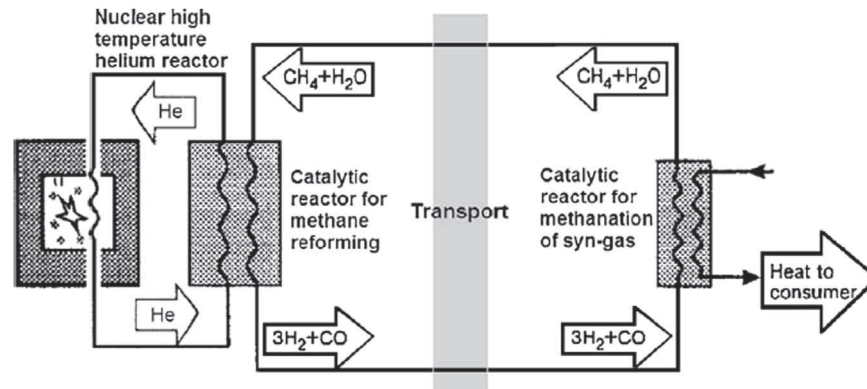 Nuclear high
temperature
helium reactor
He
CH₄+H₂O
CH₄+H₂O
Catalytic
reactor for
methane
reforming
Transport
Catalytic
reactor for
methanation
of syn-gas
Heat to
consumer
He
3H₂+CO
3H₂+CO